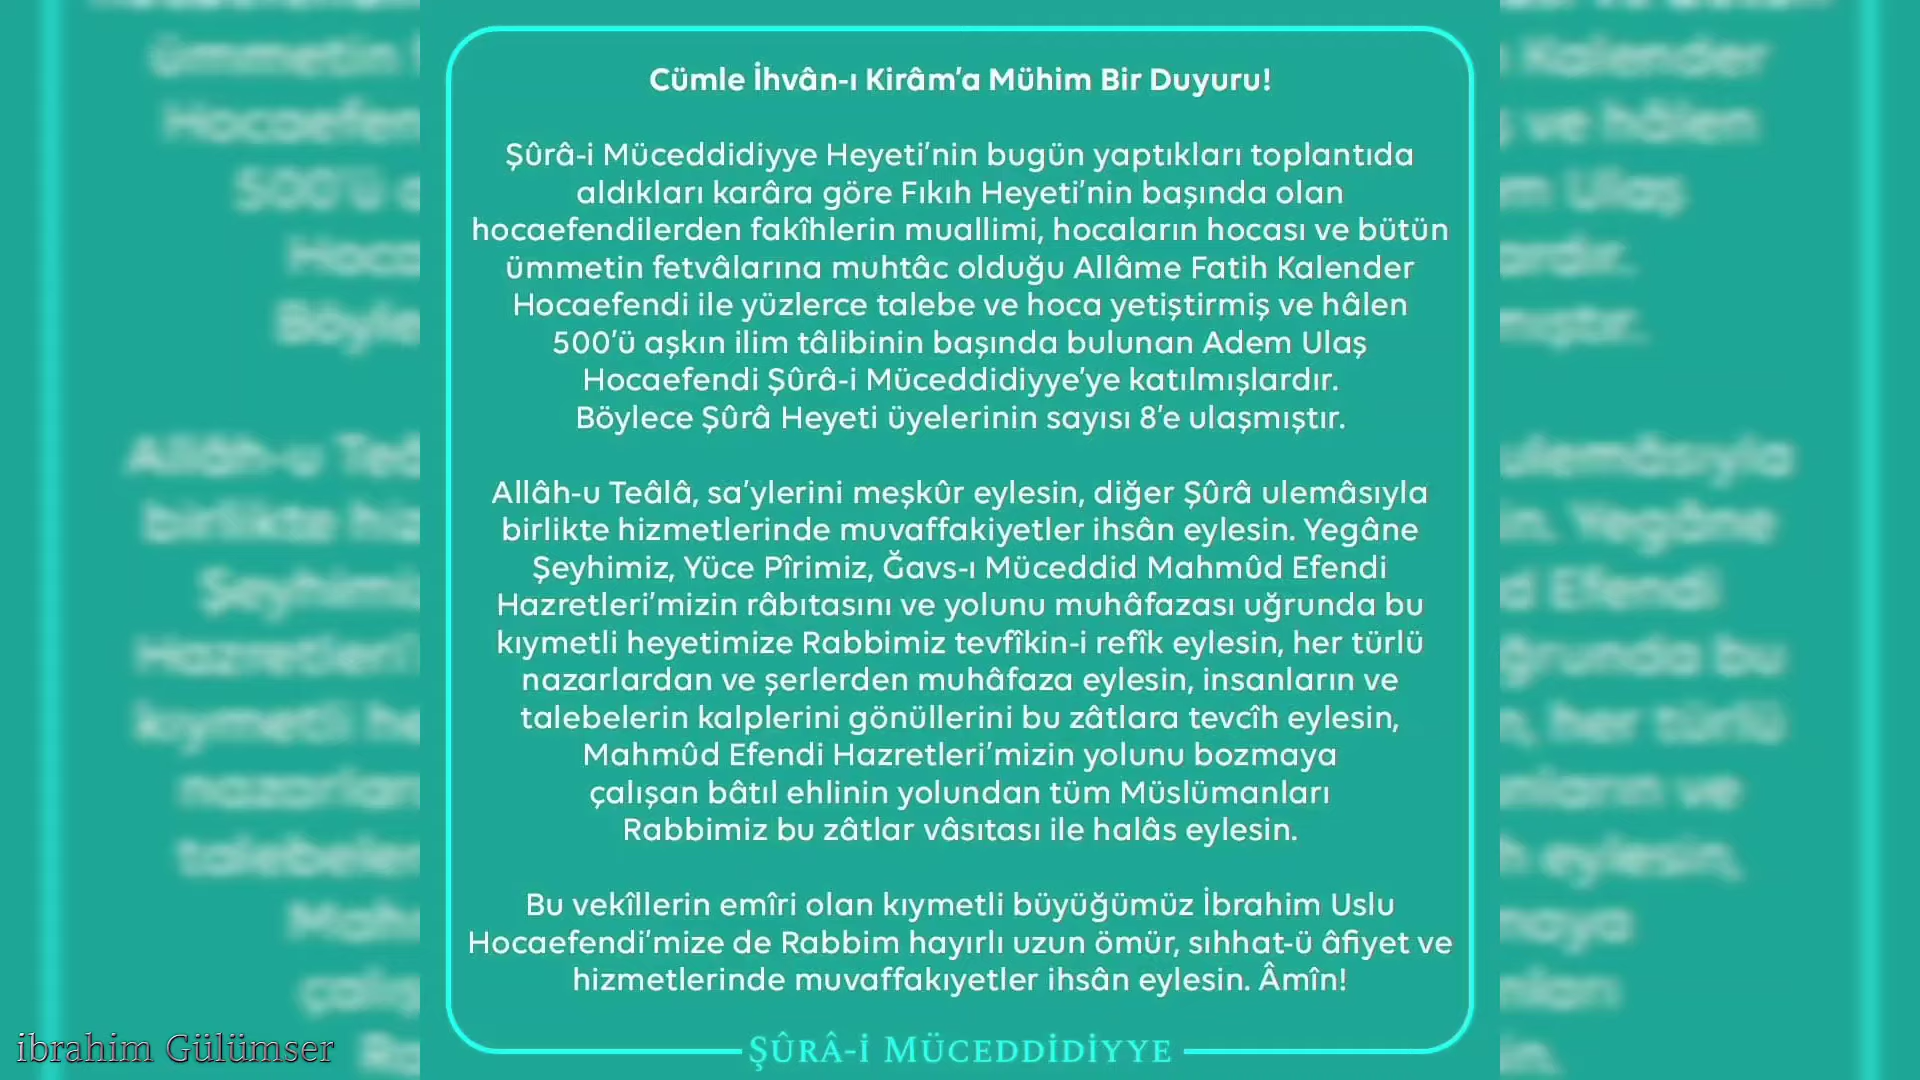 Cümle İhvân-ı Kirâm'a Mühim Bir Duyuru!
Şûrâ-i Müceddidiyye Heyeti'nin bugün yaptıkları toplantıda
aldıkları karâra göre Fıkıh Heyeti'nin başında olan
hocaefendilerden fakîhlerin muallimi, hocaların hocası ve bütün
ümmetin fetvâlarına muhtâc olduğu Allâme Fatih Kalender
Hocaefendi ile yüzlerce talebe ve hoca yetiştirmiş ve hâlen
500'ü aşkın ilim tâlibinin başında bulunan Adem Ulaş
Hocaefendi Şûrâ-i Müceddidiyye'ye katılmışlardır.
Böylece Şûrâ Heyeti üyelerinin sayısı 8'e ulaşmıştır.
Allâh-u Teâlâ, sa'ylerini meşkûr eylesin, diğer Şûrâ ulemâsıyla
birlikte hizmetlerinde muvaffakiyetler ihsân eylesin. Yegâne
Şeyhimiz, Yüce Pîrimiz, Ğavs-ı Müceddid Mahmûd Efendi
Hazretleri'mizin râbıtasını ve yolunu muhâfazası uğrunda bu
kıymetli heyetimize Rabbimiz tevfîkin-i refîk eylesin, her türlü
nazarlardan ve şerlerden muhâfaza eylesin, insanların ve
talebelerin kalplerini gönüllerini bu zâtlara tevcîh eylesin,
Mahmûd Efendi Hazretleri'mizin yolunu bozmaya
çalışan bâtıl ehlinin yolundan tüm Müslümanları
Rabbimiz bu zâtlar vâsıtası ile halâs eylesin.
Bu vekîllerin emîri olan kıymetli büyüğümüz İbrahim Uslu
Hocaefendi'mize de Rabbim hayırlı uzun ömür, sıhhat-ü âfiyet ve
hizmetlerinde muvaffakıyetler ihsân eylesin. Âmîn!
ŞÛRÂ-İ MÜCEDDİDİYYE
ibrahim Gülümser